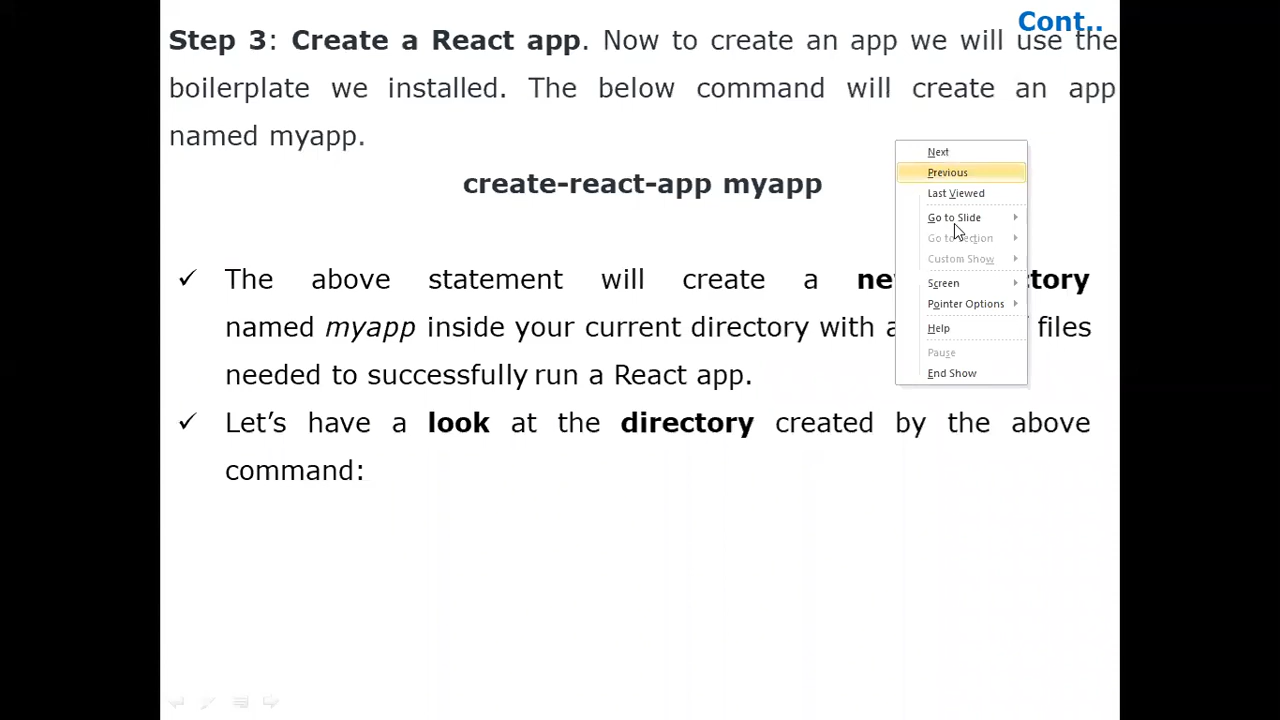 Cont..
Step 3: Create a React app. Now to create an app we will use the
boilerplate we installed. The below command will create an app
named myapp.
create-react-app myapp
The above statement will create a
named myapp inside your current directory with a files
needed to successfully run a React app.
Let's have a look at the directory created by the above
command:
Next
Previous
Last Viewed
Go to Slide
Go to Section
Custom Show
Screen
Pointer Options
Help
Pause
End Show